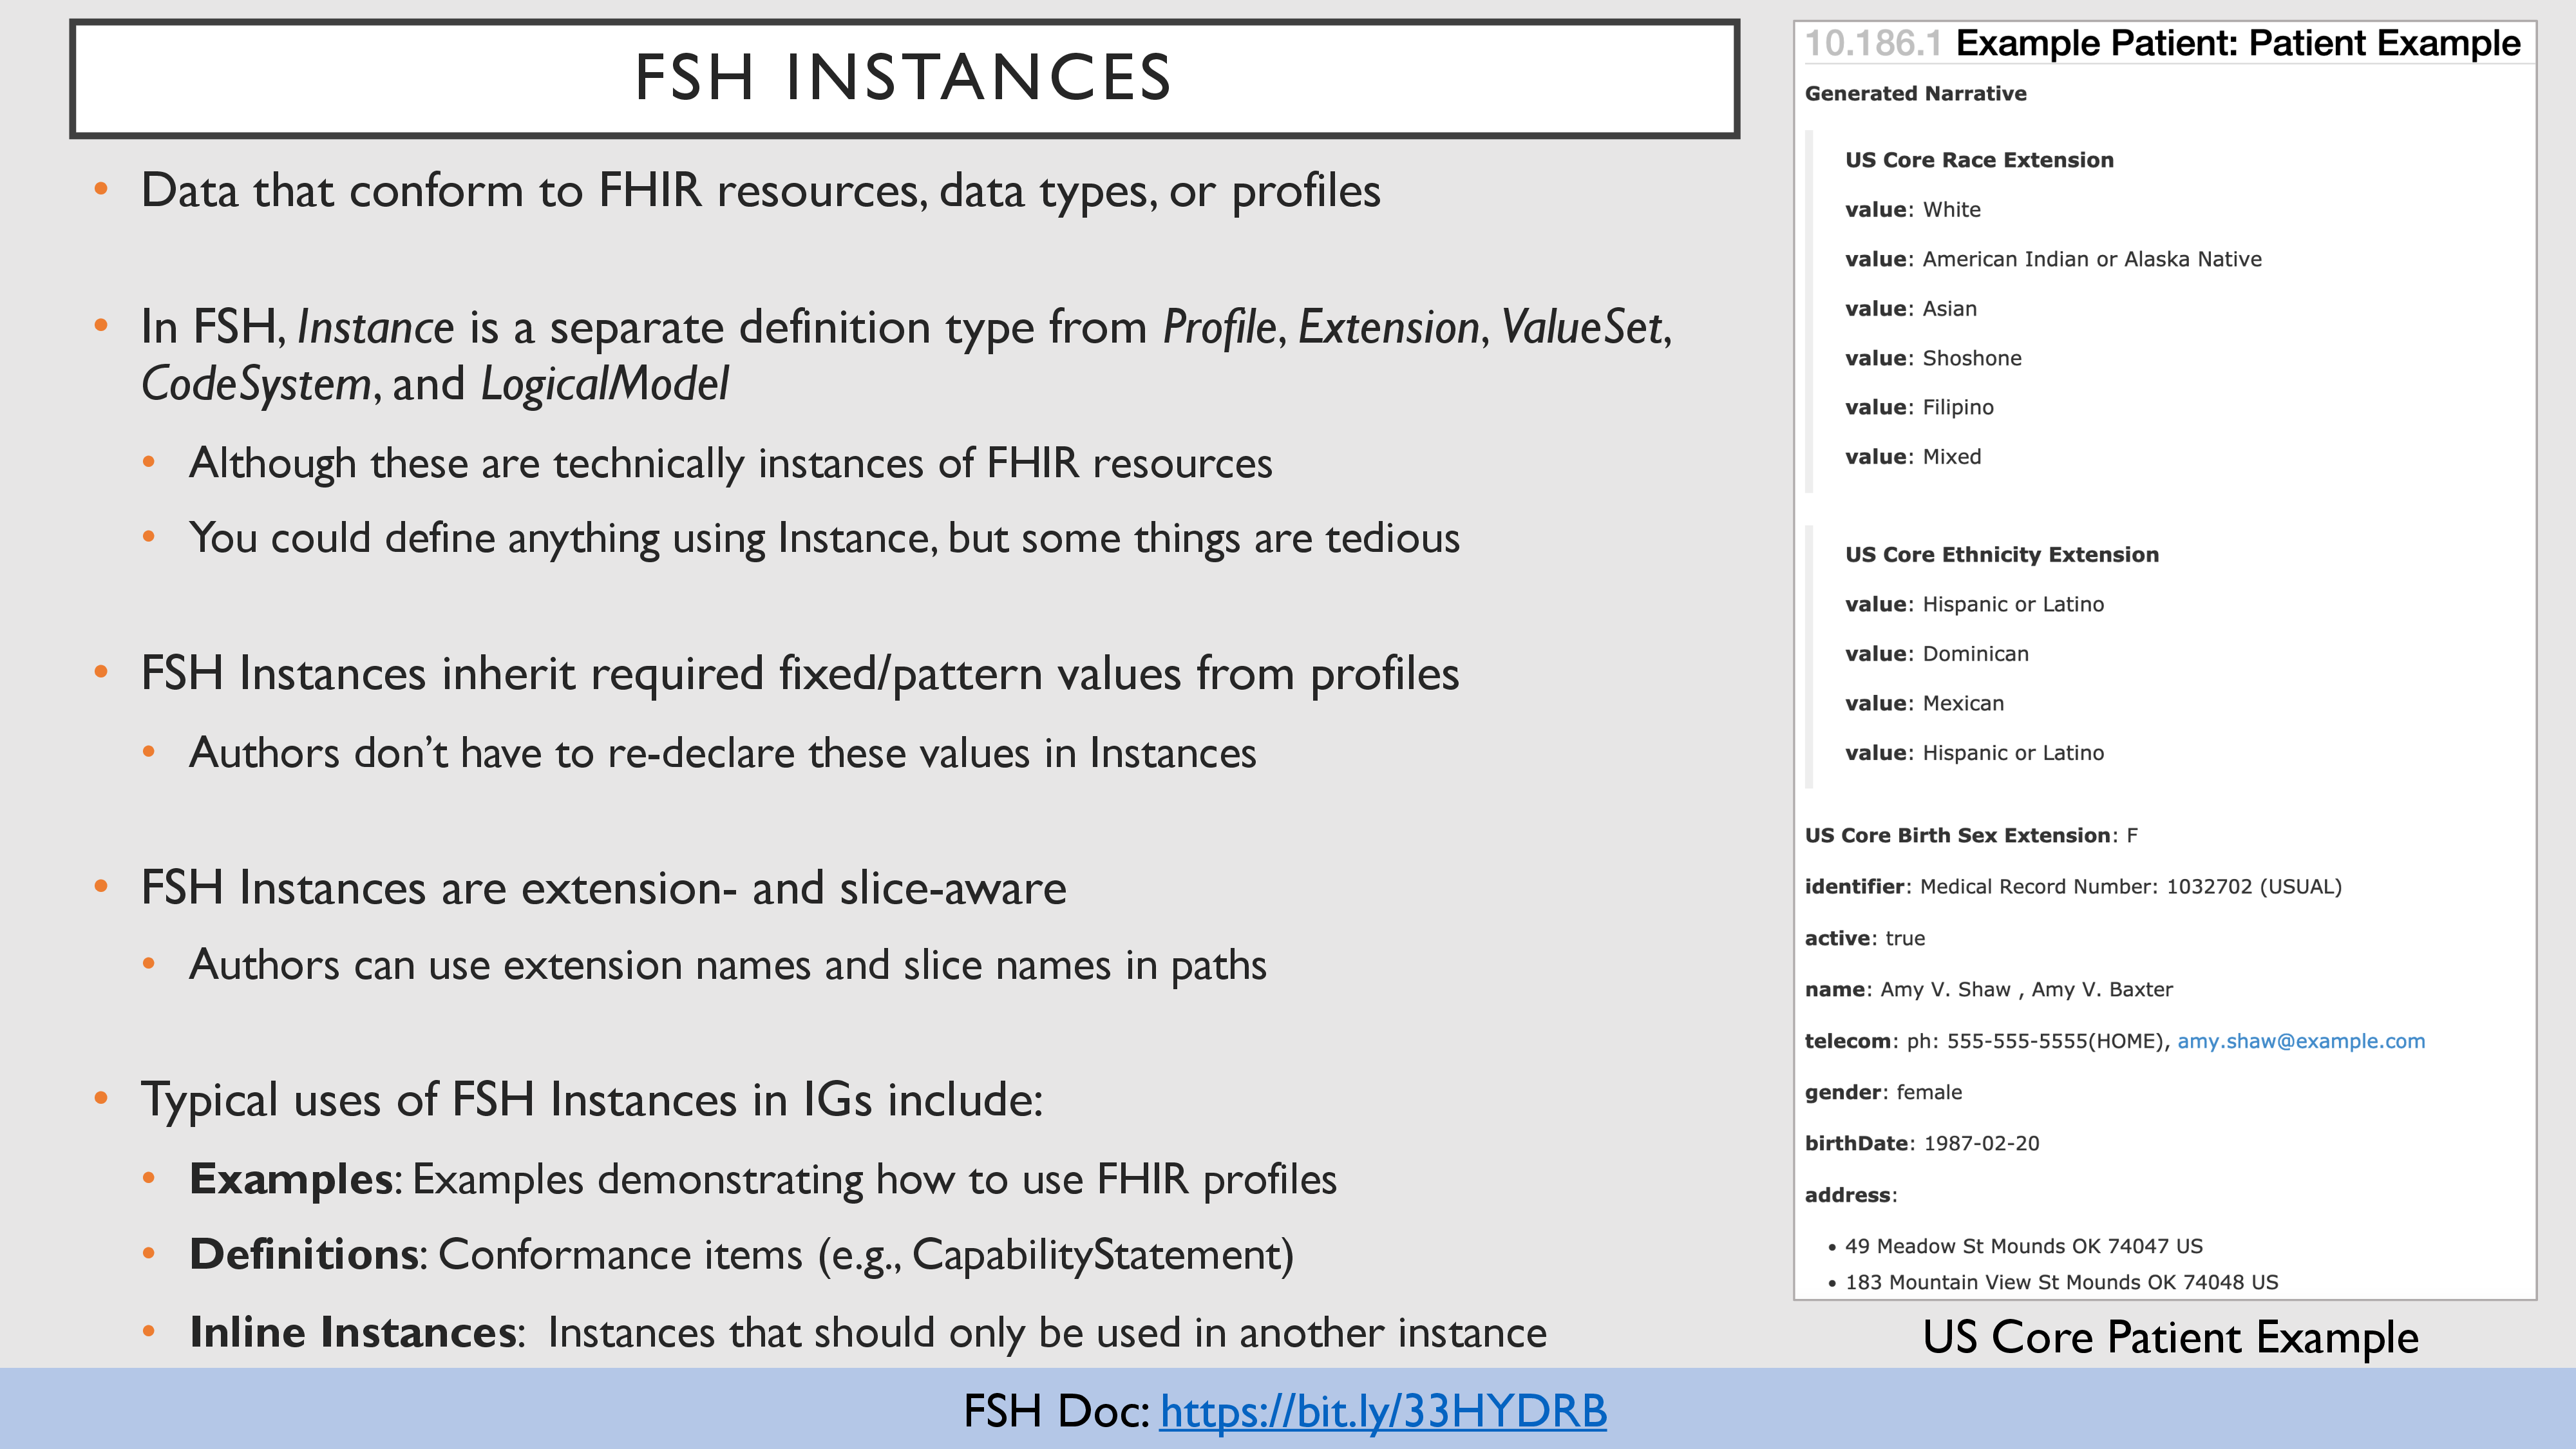 FSH INSTANCES
• Data that conform to FHIR resources, data types, or profiles
• In FSH, Instance is a separate definition type from Profile, Extension, ValueSet,
CodeSystem, and LogicalModel
• Although these are technically instances of FHIR resources
• You could define anything using Instance, but some things are tedious
• FSH Instances inherit required fixed/pattern values from profiles
• Authors don’t have to re-declare these values in Instances
• FSH Instances are extension- and slice-aware
• Authors can use extension names and slice names in paths
• Typical uses of FSH Instances in IGs include:
• Examples: Examples demonstrating how to use FHIR profiles
• Definitions: Conformance items (e.g., CapabilityStatement)
• Inline Instances: Instances that should only be used in another instance
10.186.1 Example Patient: Patient Example
Generated Narrative
US Core Race Extension
value: White
value: American Indian or Alaska Native
value: Asian
value: Shoshone
value: Filipino
value: Mixed
US Core Ethnicity Extension
value: Hispanic or Latino
value: Dominican
value: Mexican
value: Hispanic or Latino
US Core Birth Sex Extension: F
identifier: Medical Record Number: 1032702 (USUAL)
active: true
name: Amy V. Shaw , Amy V. Baxter
telecom: ph: 555-555-5555(HOME), amy.shaw@example.com
gender: female
birthDate: 1987-02-20
address:
• 49 Meadow St Mounds OK 74047 US
• 183 Mountain View St Mounds OK 74048 US
US Core Patient Example
FSH Doc: https://bit.ly/33HYDRB